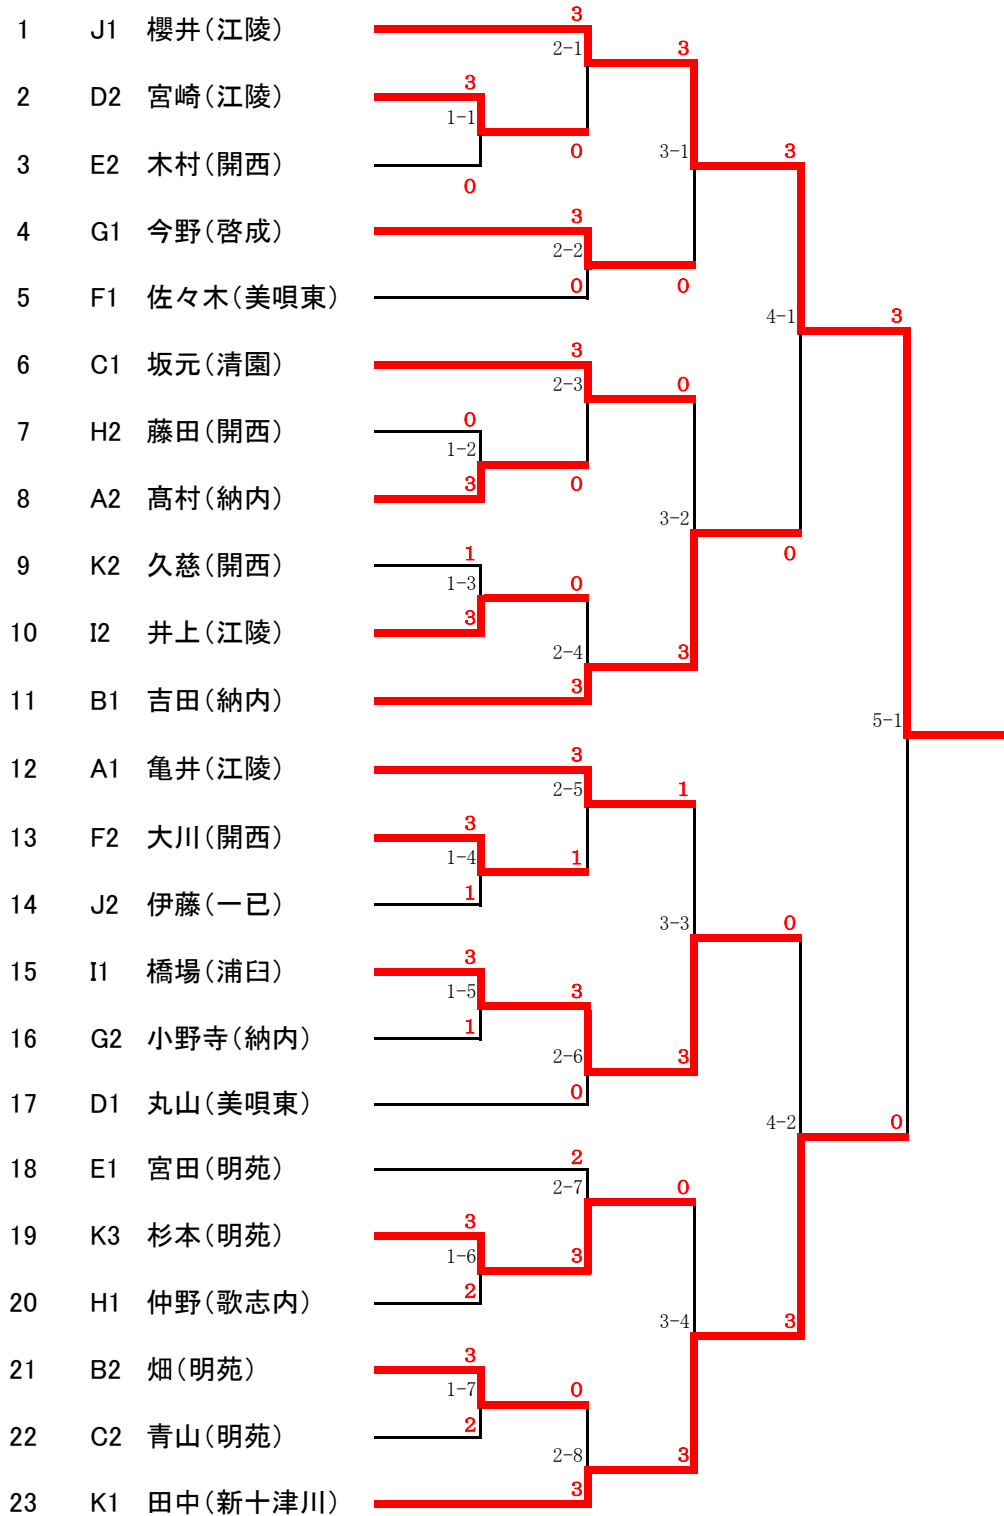 1 J1 櫻井(江陵) 3
2-1 3
2 D2 宮崎(江陵) 3
1-1
3 E2 木村(開西) 0 0 3-1 3
4 G1 今野(啓成) 3
2-2
5 F1 佐々木(美唄東) 0 0
4-1 3
6 C1 坂元(清園) 3
2-3 0
7 H2 藤田(開西) 0
1-2
8 A2 髙村(納内) 3 0
3-2
9 K2 久慈(開西) 1 0
1-3 0
10 I2 井上(江陵) 3
2-4 3
11 B1 吉田(納内) 3
5-1
12 A1 亀井(江陵) 3
2-5 1
13 F2 大川(開西) 3
1-4 1
14 J2 伊藤(一已) 1
3-3 0
15 I1 橋場(浦臼) 3
1-5 3
16 G2 小野寺(納内) 1
2-6 3
17 D1 丸山(美唄東) 0
4-2 0
18 E1 宮田(明苑) 2
2-7 0
19 K3 杉本(明苑) 3
1-6 3
20 H1 仲野(歌志内) 2
3-4 3
21 B2 畑(明苑) 3
1-7 0
22 C2 青山(明苑) 2
2-8 3
23 K1 田中(新十津川) 3